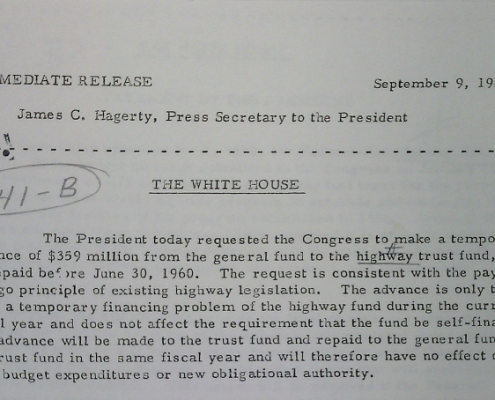 MEDIATE RELEASE September 9, 19
James C. Hagerty, Press Secretary to the President
41-B
THE WHITE HOUSE
The President today requested the Congress to make a tempo
nce of $359 million from the general fund to the highway trust fund,
paid before June 30, 1960. The request is consistent with the pay
go principle of existing highway legislation. The advance is only t
a temporary financing problem of the highway fund during the curr
l year and does not affect the requirement that the fund be self-fina
advance will be made to the trust fund and repaid to the general fun
rust fund in the same fiscal year and will therefore have no effect o
budget expenditures or new obligational authority.